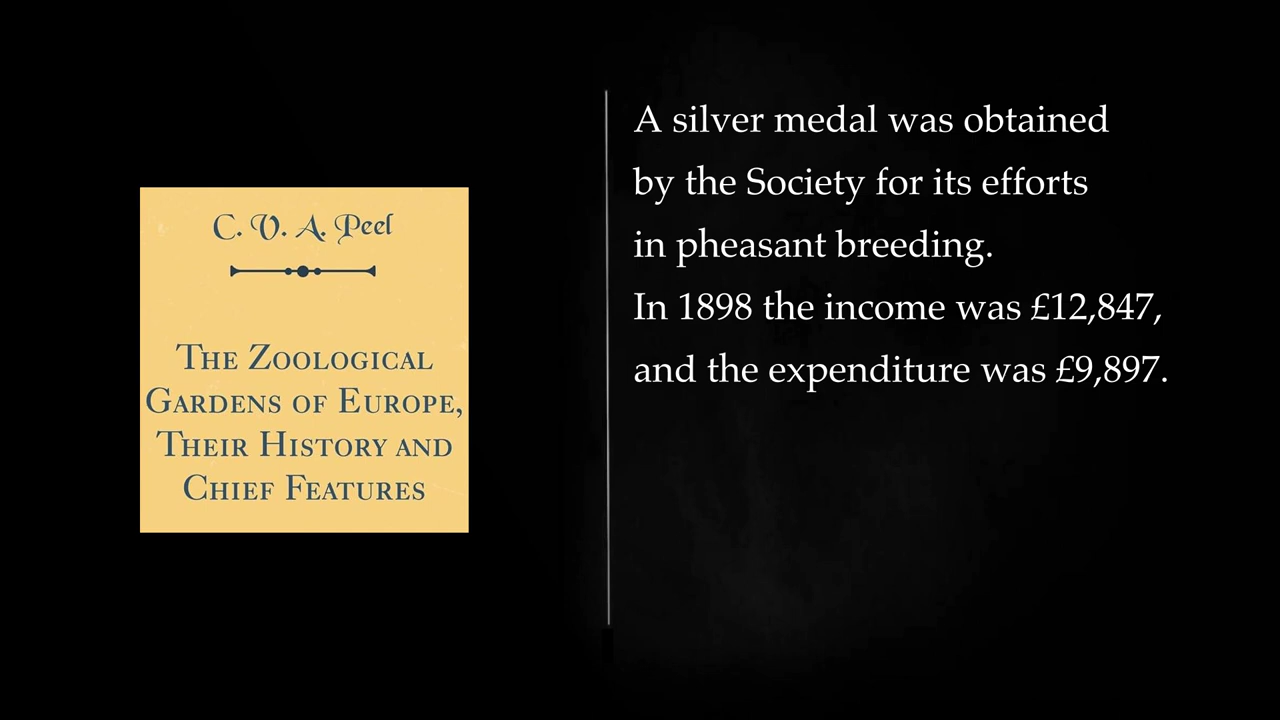 C. V. A. Peel
The Zoological
Gardens of Europe,
Their History and
Chief Features
A silver medal was obtained
by the Society for its efforts
in pheasant breeding.
In 1898 the income was £12,847,
and the expenditure was £9,897.